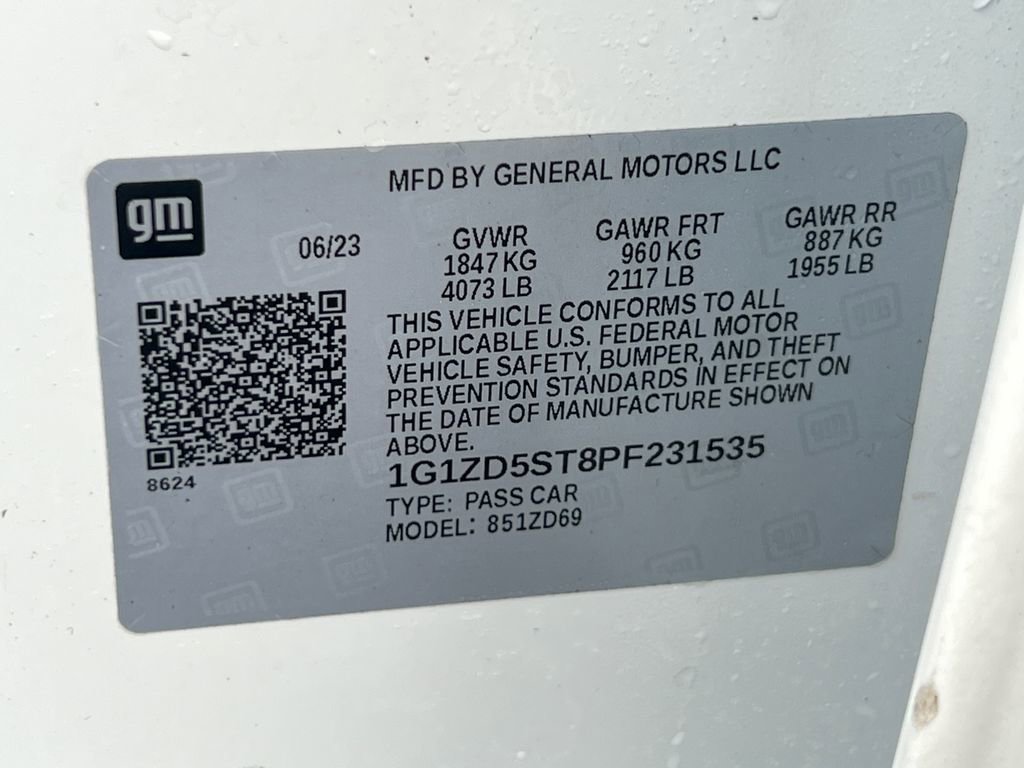 MFD BY GENERAL MOTORS LLC
gm
06/23
GVWR
1847 KG
4073 LB
GAWR FRT
960 KG
2117 LB
GAWR RR
887 KG
1955 LB
THIS VEHICLE CONFORMS TO ALL
APPLICABLE U.S. FEDERAL MOTOR
VEHICLE SAFETY, BUMPER, AND THEFT
PREVENTION STANDARDS IN EFFECT ON
THE DATE OF MANUFACTURE SHOWN
ABOVE.
1G1ZD5ST8PF231535
TYPE: PASS CAR
MODEL: 851ZD69
8624